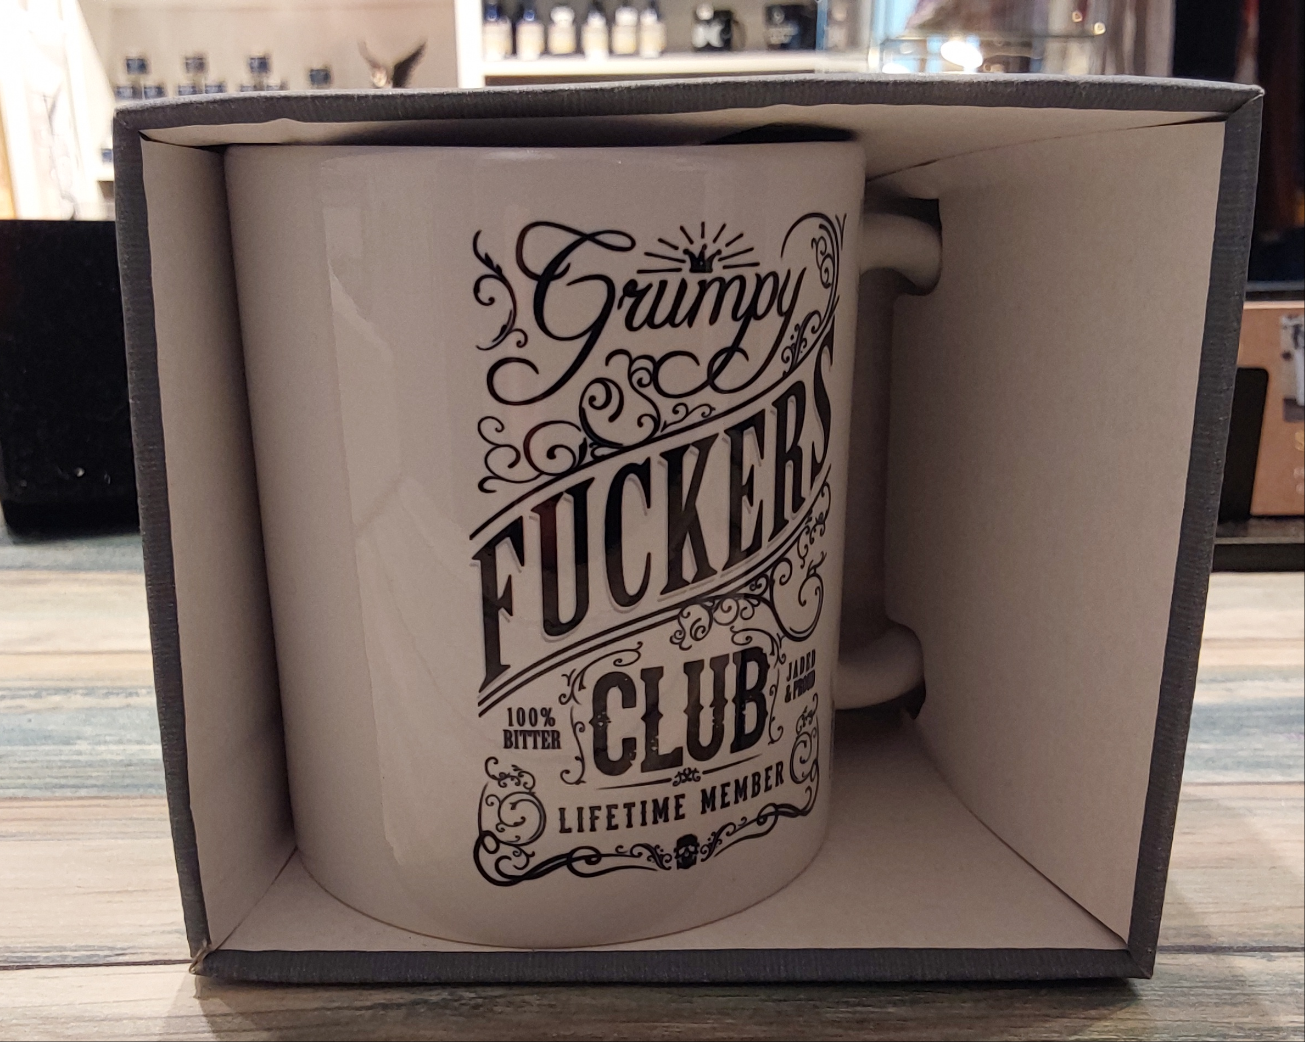 Grumpy
FUCKERS
CLUB
JADED
& PROUD
100%
BITTER
LIFETIME MEMBER